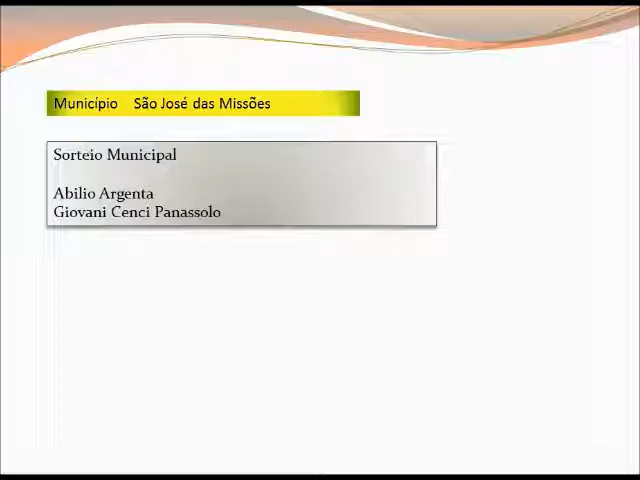 Município    São José das Missões
Sorteio Municipal
Abilio Argenta
Giovani Cenci Panassolo